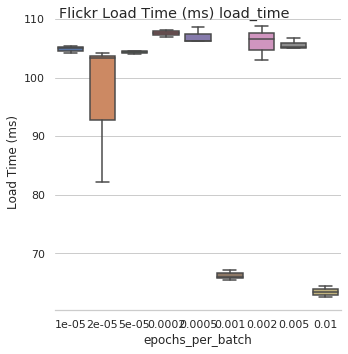 Flickr Load Time (ms) load_time
110
100
90
80
70
Load Time (ms)
1e-05 2e-05 5e-05 0.0002 0.0005 0.001 0.002 0.005 0.01
epochs_per_batch